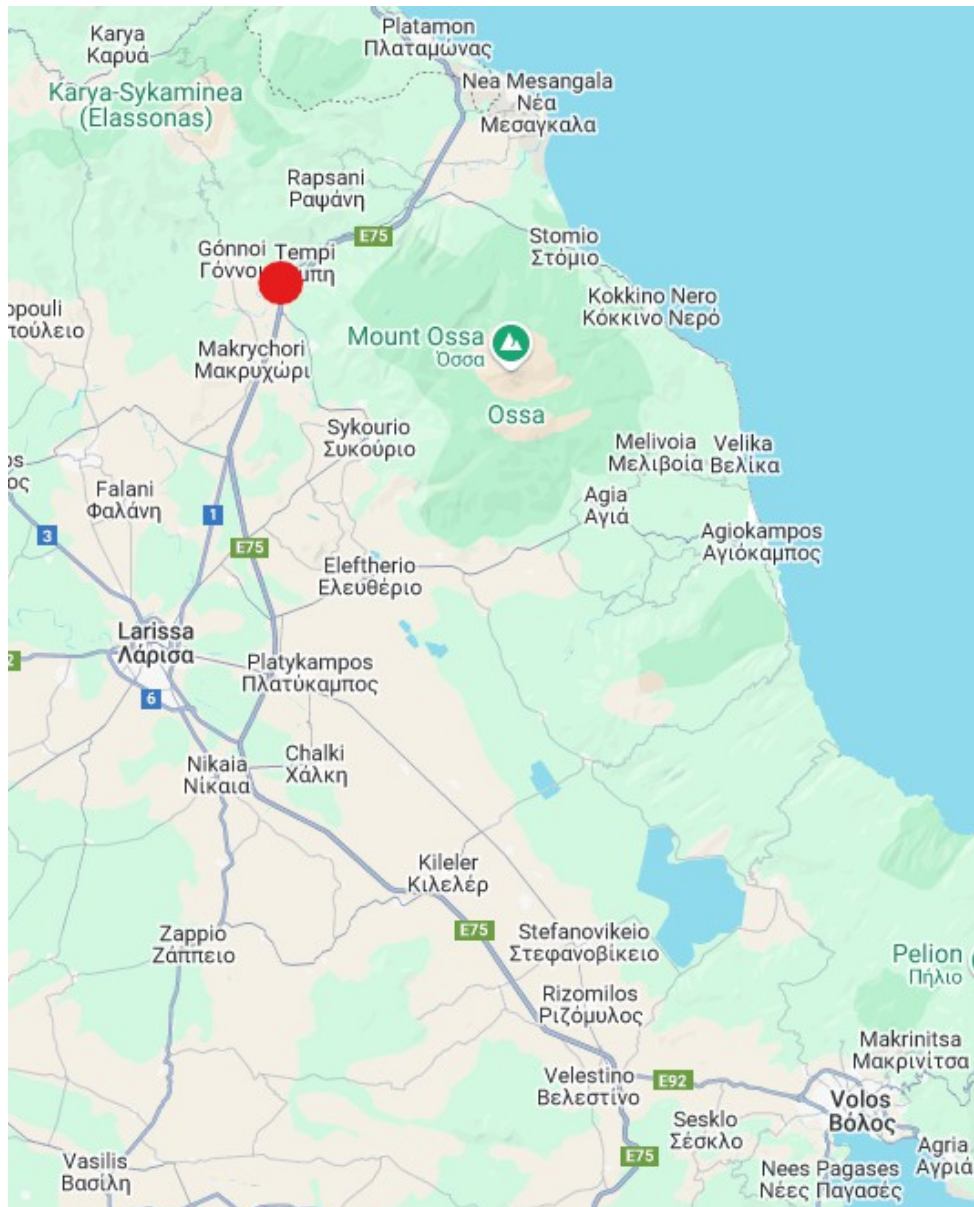 Platamon
Πλαταμώνας
Karya
Καρυά
Nea Mesangala
Νέα
Μεσαγκαλα
Karya-Sykaminea
(Elassonas)
Rapsani
Ραψάνη
E75
Stomio
Στόμιο
Gónnoi
Tempi
Kokkino Nero
Κόκκινο Νερό
Mount Ossa
Όσσα
Ossa
Makrychori
Μακρυχώρι
Sykourio
Συκούριο
Melivoia
Μελιβοία
Velika
Βελίκα
Falani
Φαλάνη
Agia
Αγιά
1
3
E75
Agiokampos
Αγιόκαμπος
Eleftherio
Ελευθέριο
Larissa
Λάρισα
2
6
Platykampos
Πλατύκαμπος
Nikaia
Νίκαια
Chalki
Χάλκη
Kileler
Κιλελέρ
E75
Zappio
Ζάππειο
Stefanovikeio
Στεφανοβίκειο
Pelion
Πήλιο
Rizomilos
Ριζόμυλος
Makrinitsa
Μακρινίτσα
Velestino
Βελεστίνο
E92
Volos
Βόλος
Sesklo
Σέσκλο
E75
Agria
Αγριά
Vasilis
Βασίλη
Nees Pagases
Νέες Παγασές